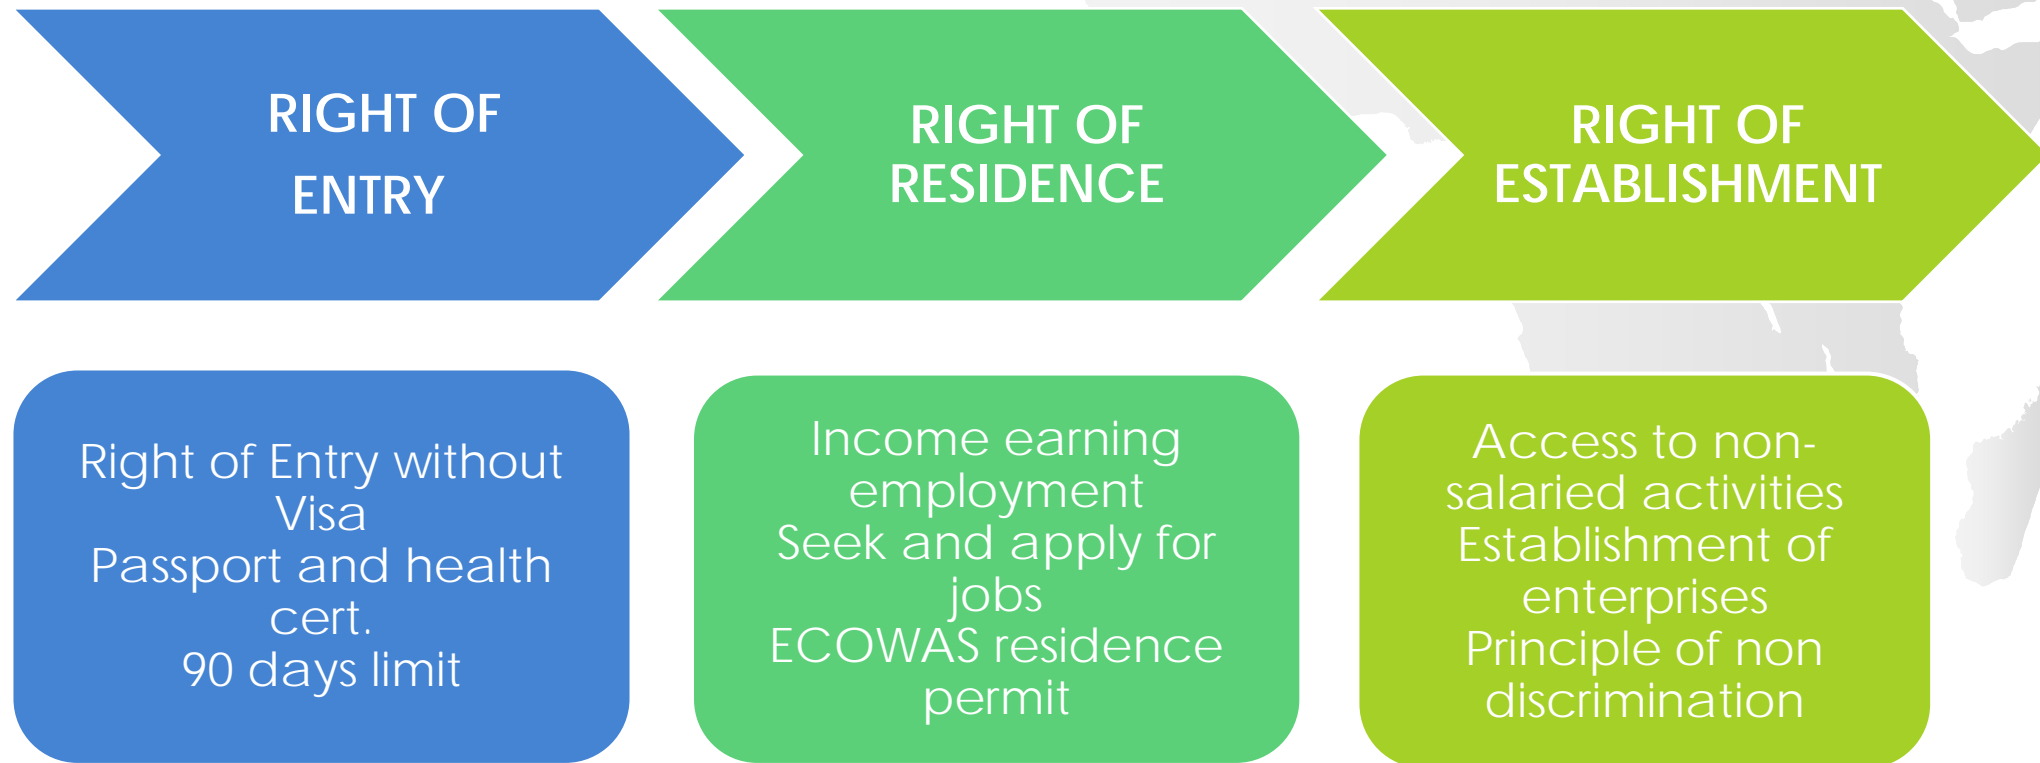 RIGHT OF
ENTRY
RIGHT OF
RESIDENCE
RIGHT OF
ESTABLISHMENT
Right of Entry without
Visa
Passport and health
cert.
90 days limit
Income earning
employment
Seek and apply for
jobs
ECOWAS residence
permit
Access to non-
salaried activities
Establishment of
enterprises
Principle of non
discrimination